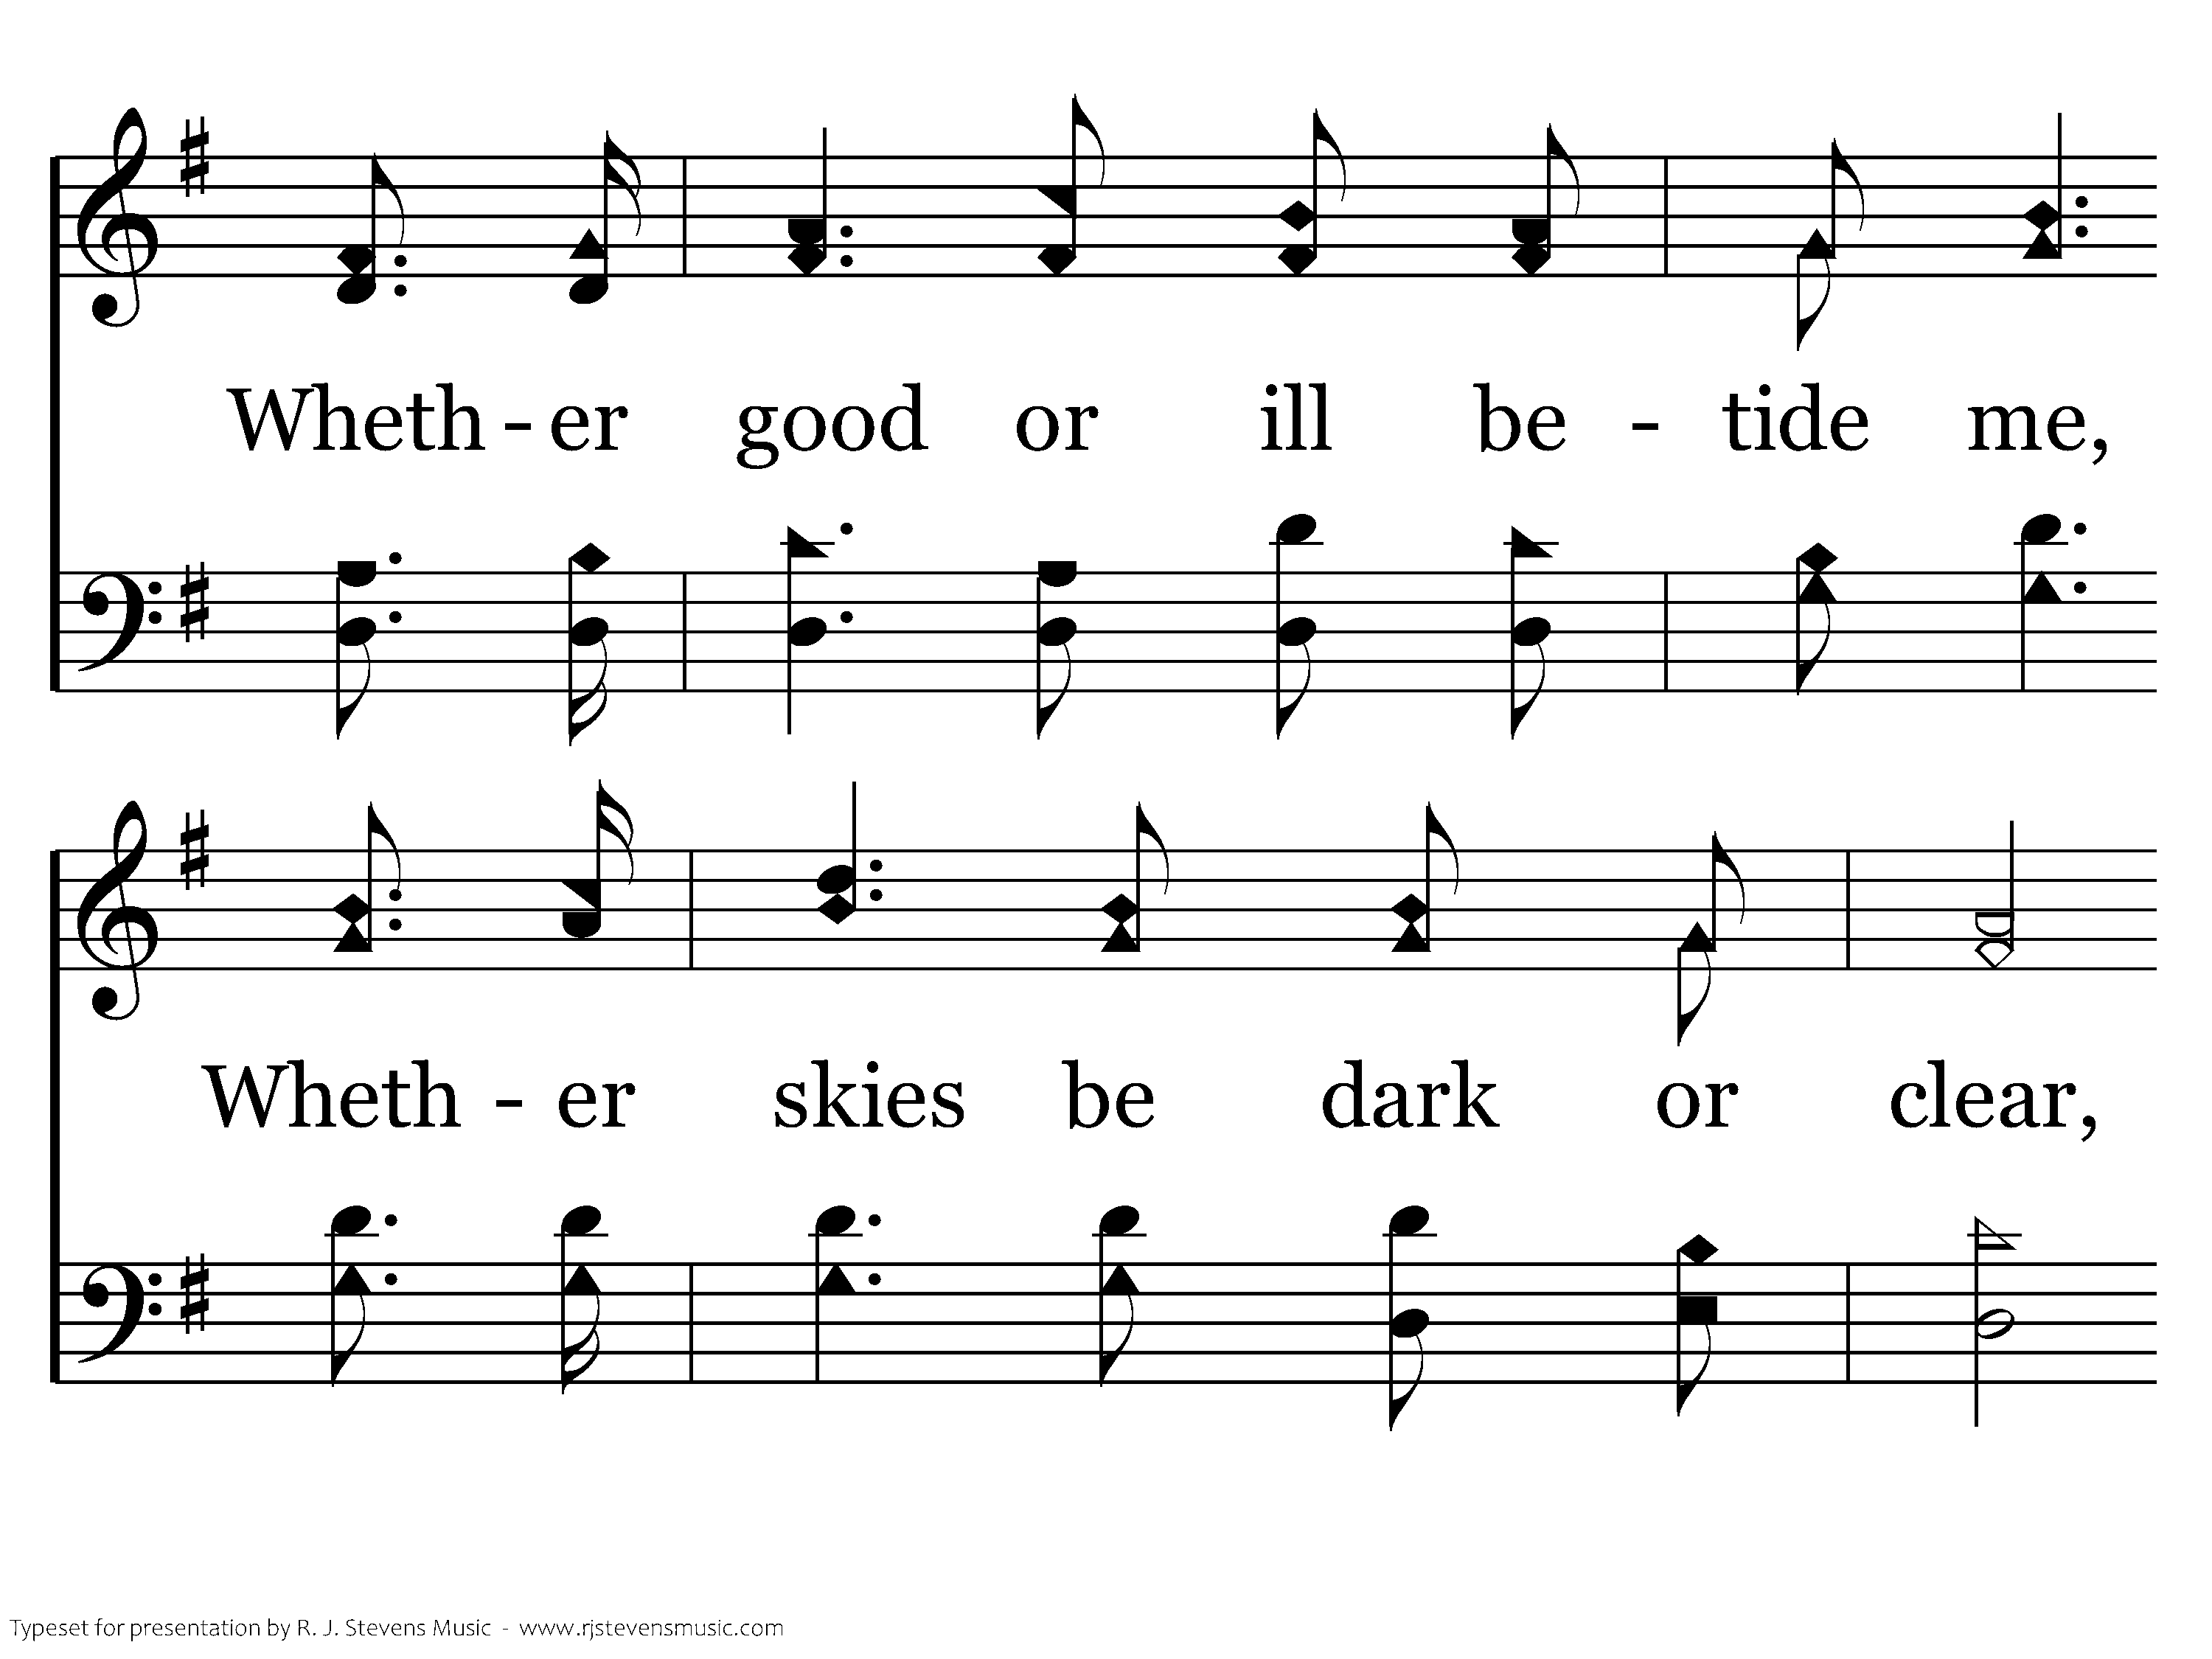 Wheth - er good or ill be - tide me,
Wheth - er skies be dark or clear,
Typeset for presentation by R. J. Stevens Music - www.rjstevensmusic.com